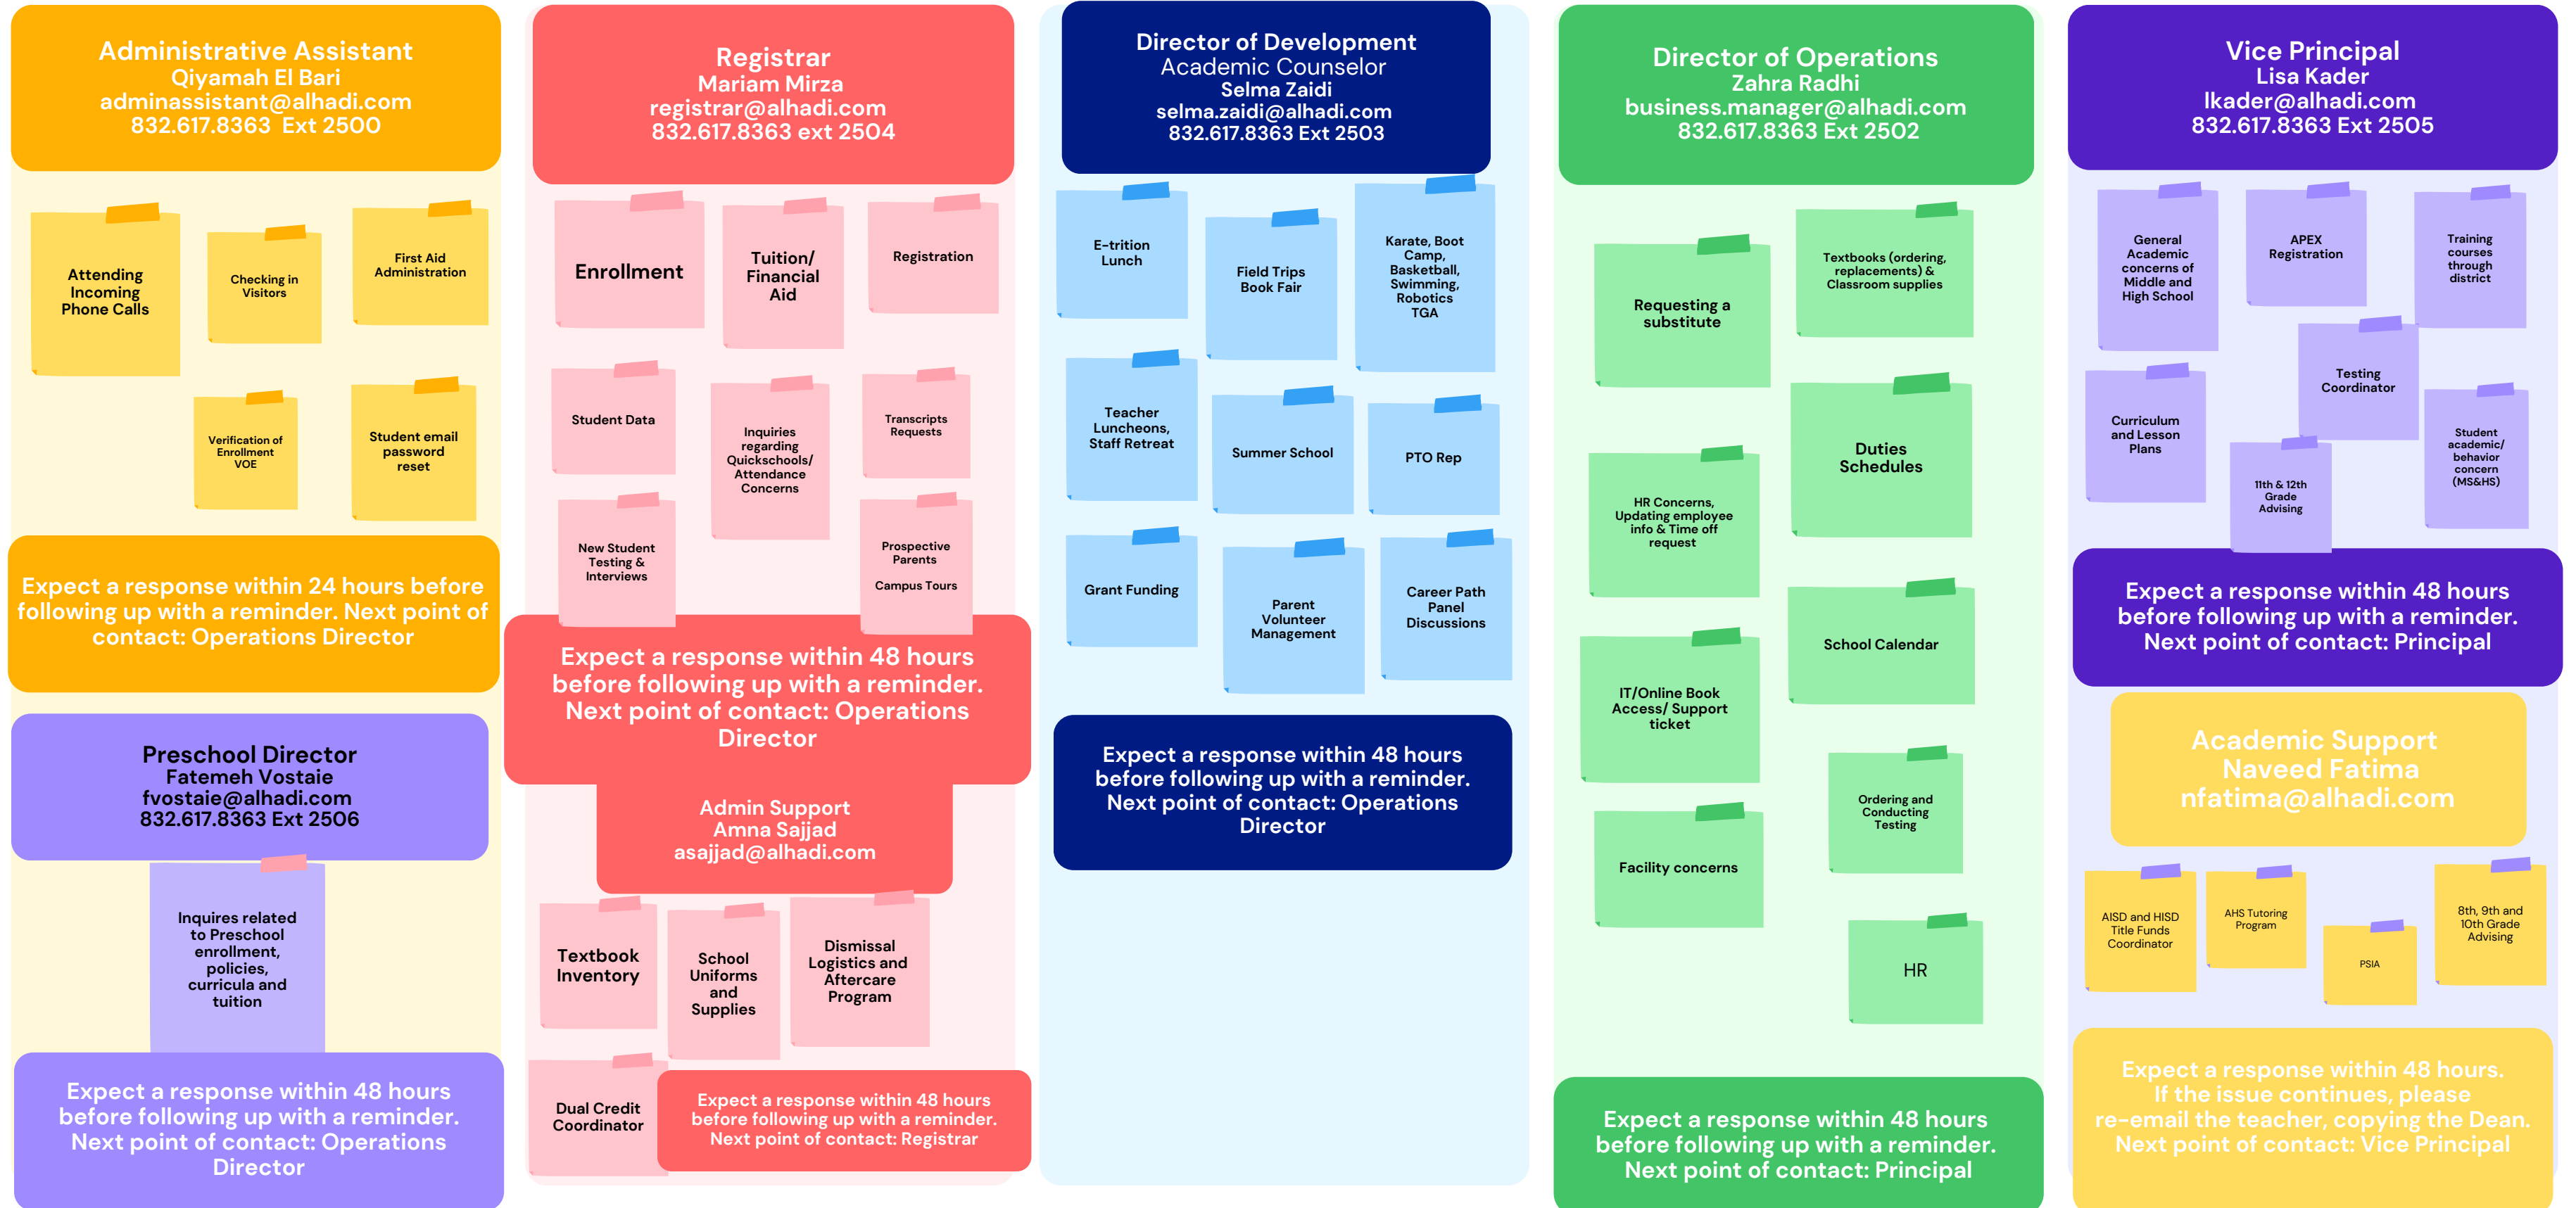 Administrative Assistant
Qiyamah El Bari
adminassistant@alhadi.com
832.617.8363  Ext 2500
Attending
Incoming
Phone Calls
Checking in
Visitors
First Aid
Administration
Verification of
Enrollment
VOE
Student email
password
reset
Expect a response within 24 hours before
following up with a reminder. Next point of
contact: Operations Director
Preschool Director
Fatemeh Vostaie
fvostaie@alhadi.com
832.617.8363 Ext 2506
Inquires related
to Preschool
enrollment,
policies,
curricula and
tuition
Expect a response within 48 hours
before following up with a reminder.
Next point of contact: Operations
Director
Registrar
Mariam Mirza
registrar@alhadi.com
832.617.8363 ext 2504
Enrollment
Tuition/
Financial
Aid
Registration
Student Data
Inquiries
regarding
Quickschools/
Attendance
Concerns
Transcripts
Requests
New Student
Testing &
Interviews
Prospective
Parents
Campus Tours
Expect a response within 48 hours
before following up with a reminder.
Next point of contact: Operations
Director
Admin Support
Amna Sajjad
asajjad@alhadi.com
Textbook
Inventory
School
Uniforms
and
Supplies
Dismissal
Logistics and
Aftercare
Program
Dual Credit
Coordinator
Expect a response within 48 hours
before following up with a reminder.
Next point of contact: Registrar
Director of Development
Academic Counselor
Selma Zaidi
selma.zaidi@alhadi.com
832.617.8363 Ext 2503
E-trition
Lunch
Field Trips
Book Fair
Karate, Boot
Camp,
Basketball,
Swimming,
Robotics
TGA
Teacher
Luncheons,
Staff Retreat
Summer School
PTO Rep
Grant Funding
Parent
Volunteer
Management
Career Path
Panel
Discussions
Expect a response within 48 hours
before following up with a reminder.
Next point of contact: Operations
Director
Director of Operations
Zahra Radhi
business.manager@alhadi.com
832.617.8363 Ext 2502
Requesting a
substitute
Textbooks (ordering,
replacements) &
Classroom supplies
Duties
Schedules
HR Concerns,
Updating employee
info & Time off
request
School Calendar
IT/Online Book
Access/ Support
ticket
Ordering and
Conducting
Testing
Facility concerns
HR
Expect a response within 48 hours
before following up with a reminder.
Next point of contact: Principal
Vice Principal
Lisa Kader
lkader@alhadi.com
832.617.8363 Ext 2505
General
Academic
concerns of
Middle and
High School
APEX
Registration
Training
courses
through
district
Testing
Coordinator
Curriculum
and Lesson
Plans
11th & 12th
Grade
Advising
Student
academic/
behavior
concern
(MS&HS)
Expect a response within 48 hours
before following up with a reminder.
Next point of contact: Principal
Academic Support
Naveed Fatima
nfatima@alhadi.com
AISD and HISD
Title Funds
Coordinator
AHS Tutoring
Program
PSIA
8th, 9th and
10th Grade
Advising
Expect a response within 48 hours.
If the issue continues, please
re-email the teacher, copying the Dean.
Next point of contact: Vice Principal